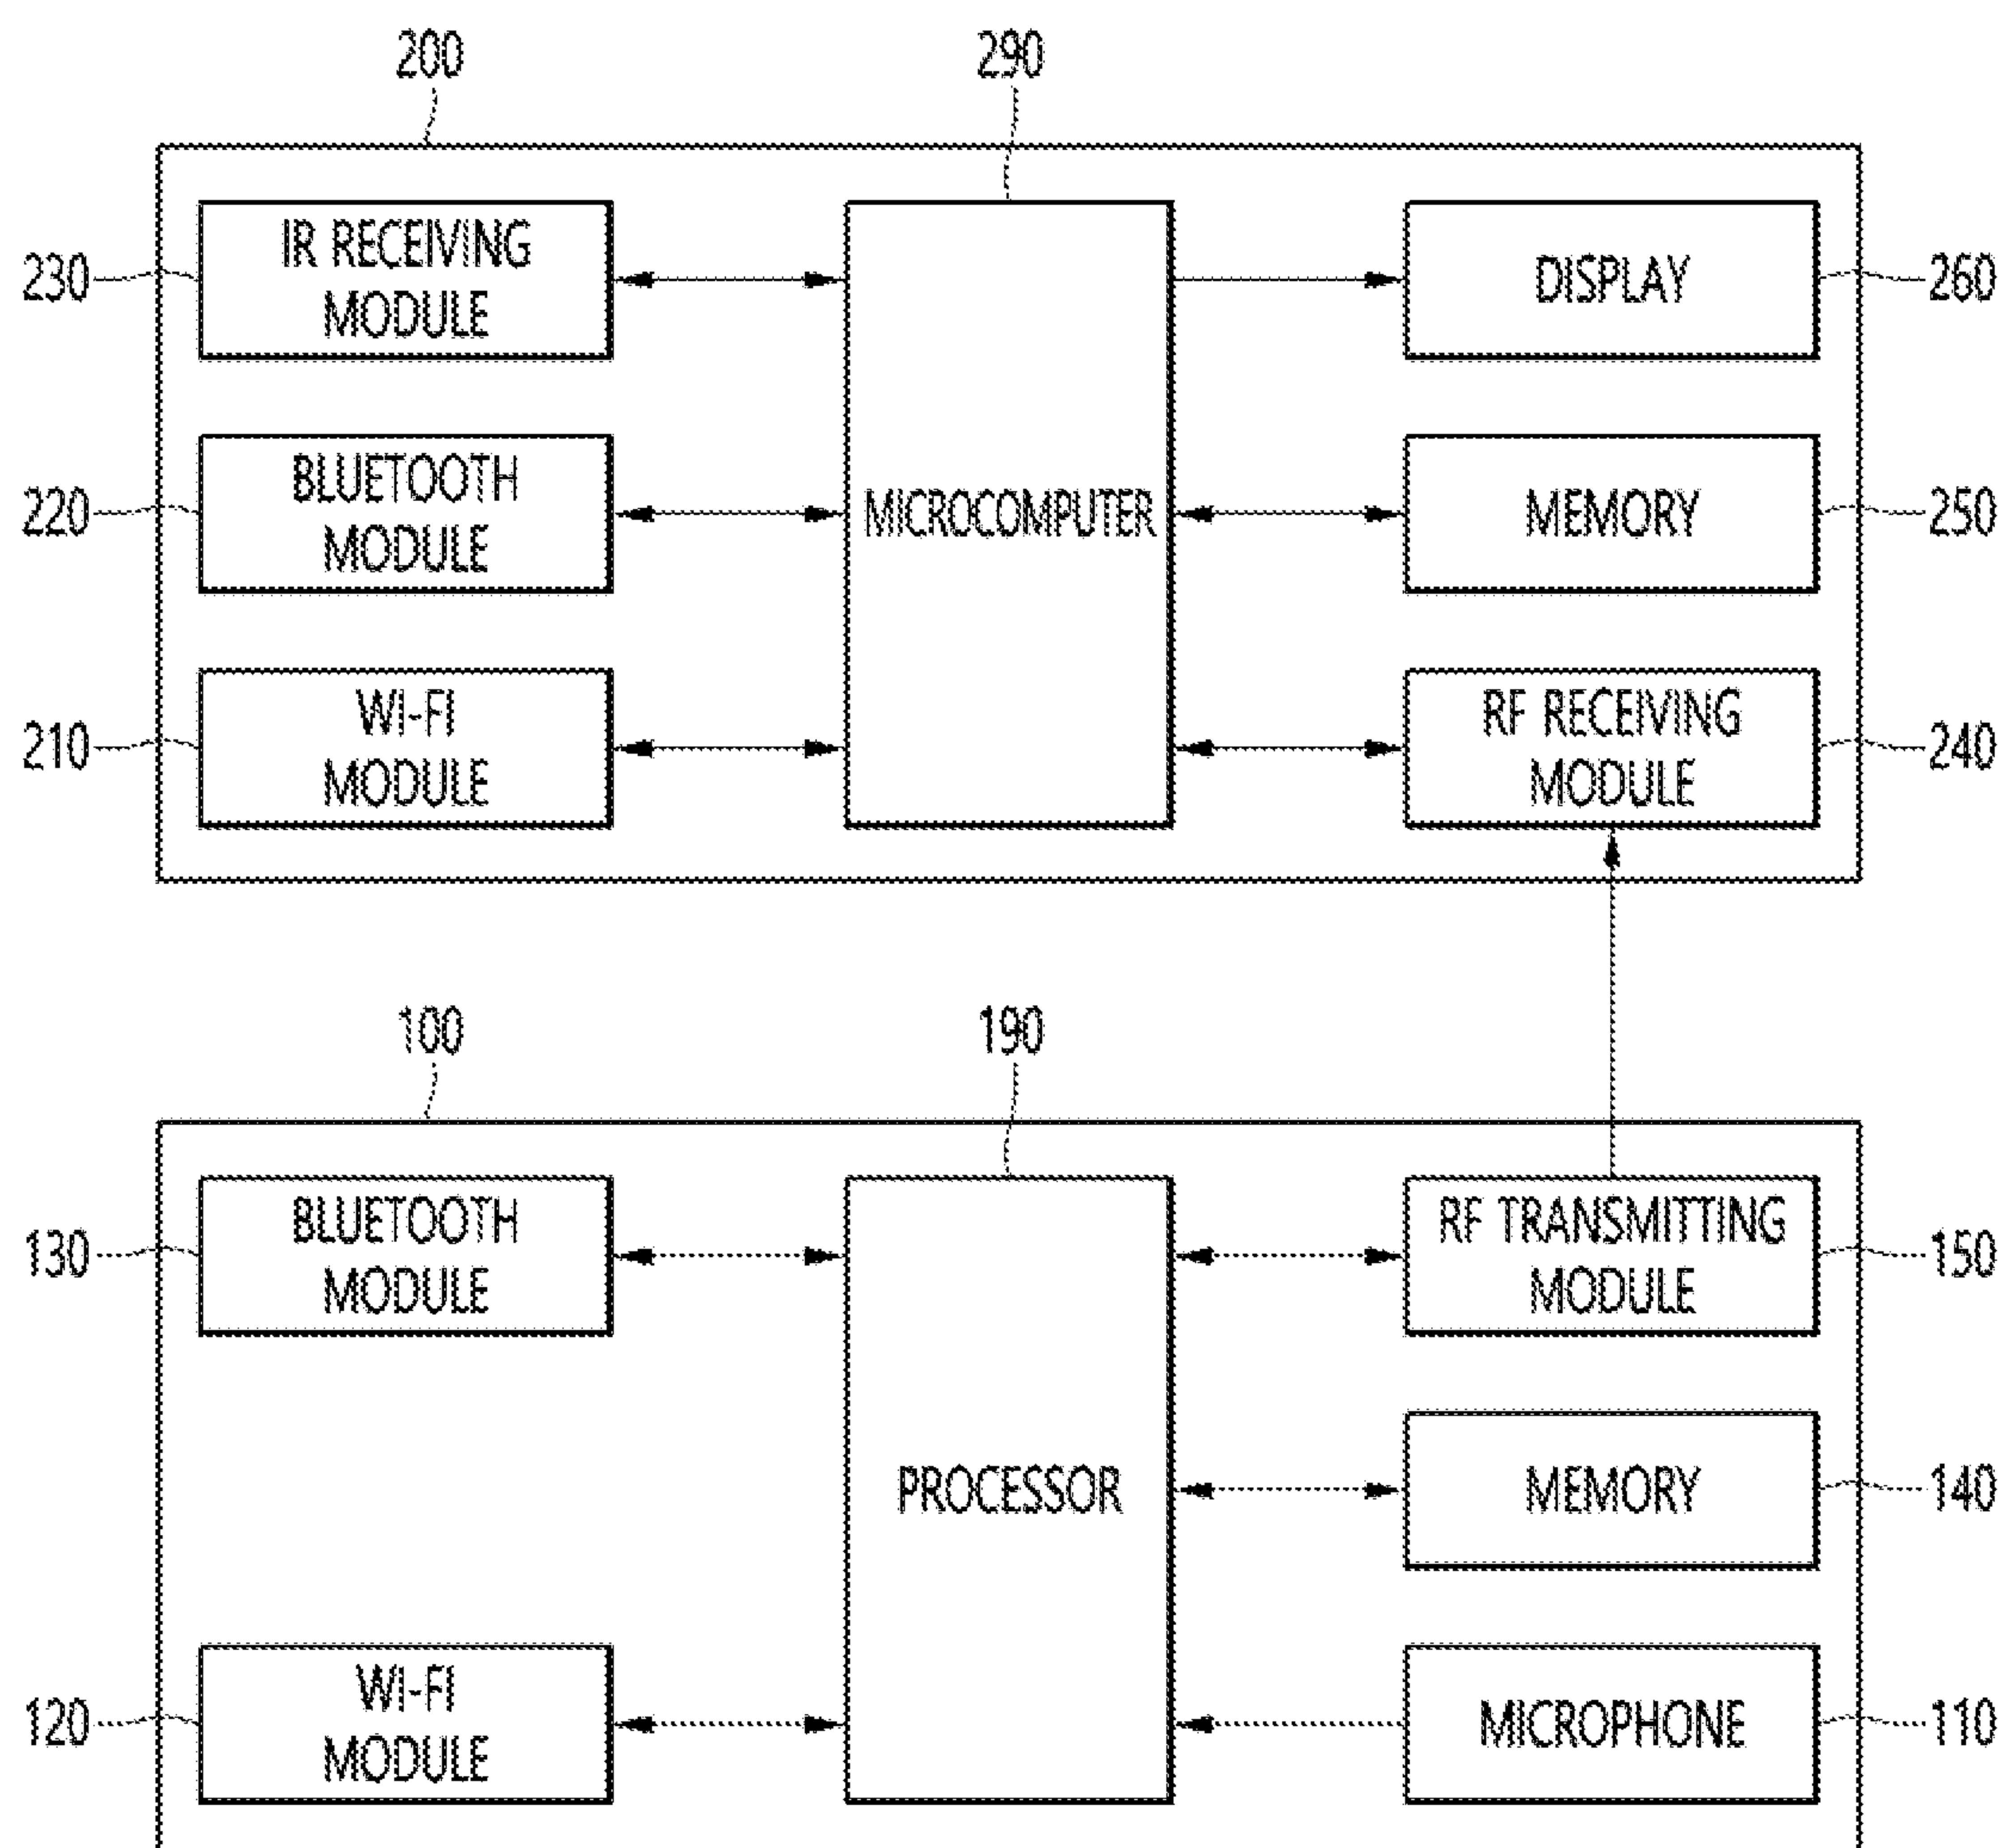 200
290
230
IR RECEIVING
MODULE
DISPLAY
260
220
BLUETOOTH
MODULE
MICROCOMPUTER
MEMORY
250
210
WI-FI
MODULE
RF RECEIVING
MODULE
240
100
190
130
BLUETOOTH
MODULE
RF TRANSMITTING
MODULE
150
PROCESSOR
MEMORY
140
120
WI-FI
MODULE
MICROPHONE
110